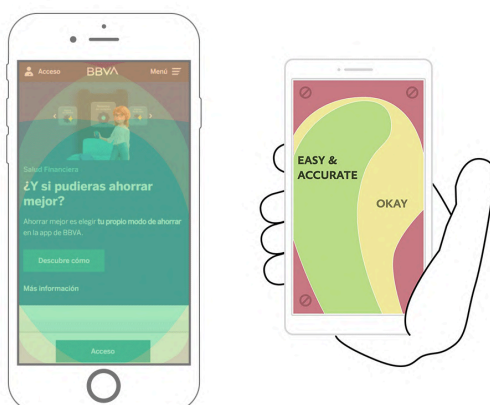 Acceso
BBVA
Menú
Salud Financiera
¿Y si pudieras ahorrar
mejor?
Ahorrar mejor es elegir tu propio modo de ahorrar
en la app de BBVA.
Descubre cómo
Más información
Acceso
EASY &
ACCURATE
OKAY